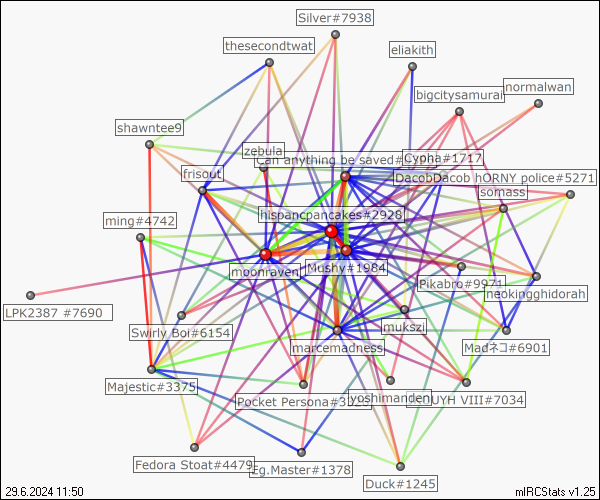 Silver#7938
thesecondtwat
eliakith
normalwan
bigcitysamurai
shawntee9
zebula
Can anything be saved#
Cypha#1717
frisout
DacobDacob hORNY police#5271
somass
hispancpancakes#2928
ming#4742
moonraven
Mushy#1984
Pikabro#9971
neokingghidorah
LPK2387 #7690
Swirly Boi#6154
mukszi
marcemadness
Madネコ#6901
Majestic#3375
Pocket Persona#3
yoshimanden
NUYH VIII#7034
Fedora Stoat#4479
Eg.Master#1378
Duck#1245
29.6.2024 11:50
mIRCStats v1.25